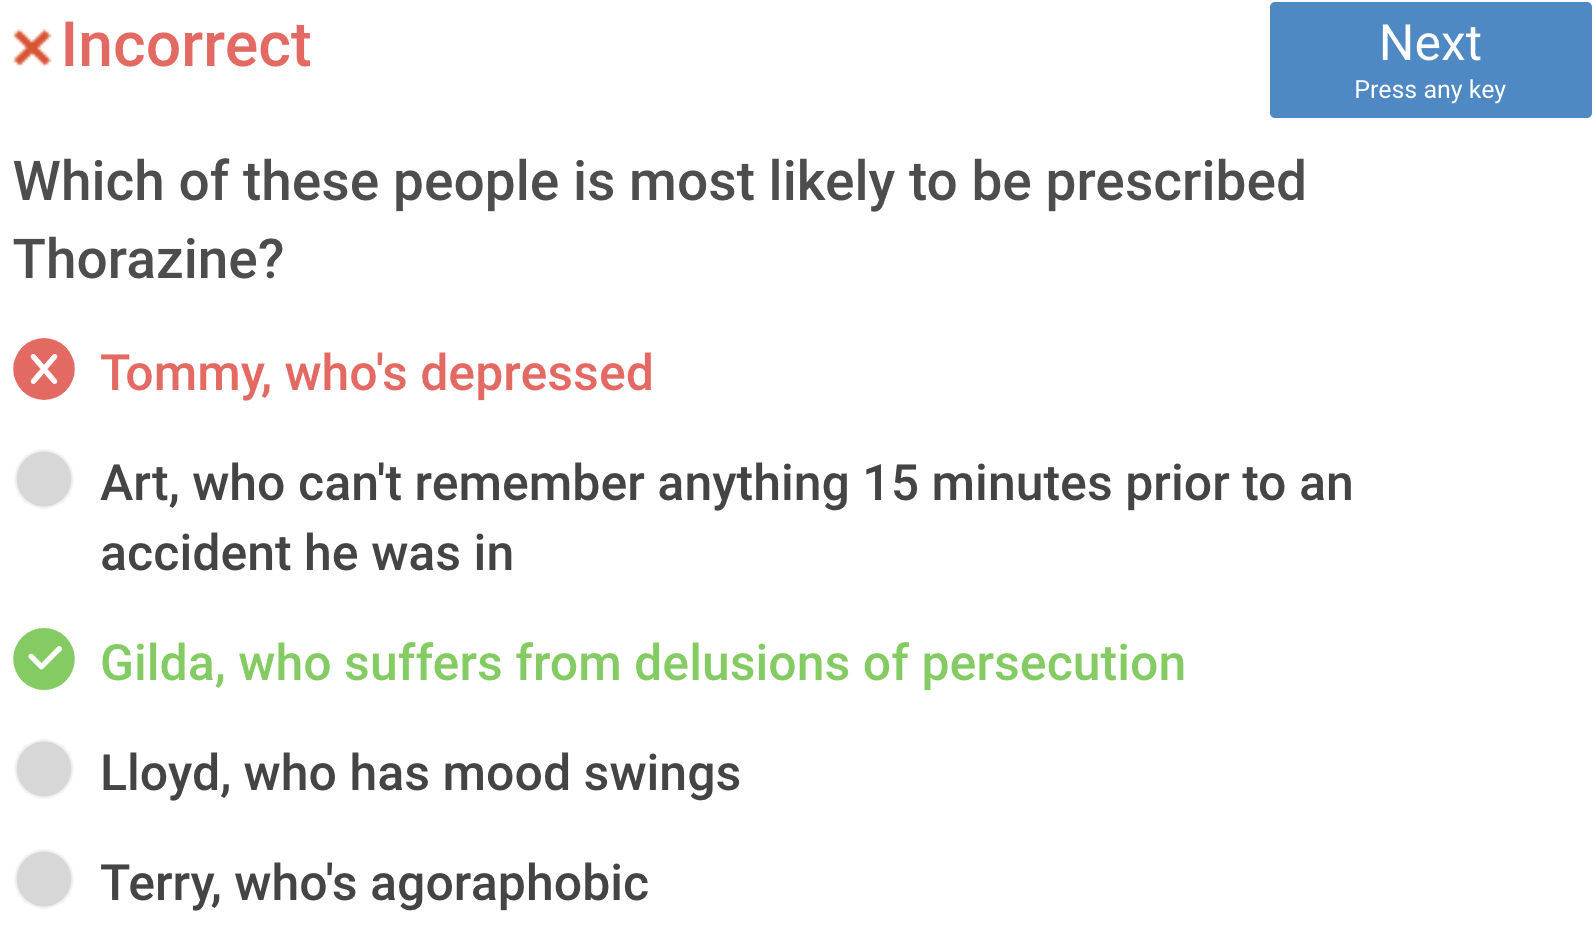 Incorrect
Next
Press any key
Which of these people is most likely to be prescribed
Thorazine?
Tommy, who's depressed
Art, who can't remember anything 15 minutes prior to an
accident he was in
Gilda, who suffers from delusions of persecution
Lloyd, who has mood swings
Terry, who's agoraphobic